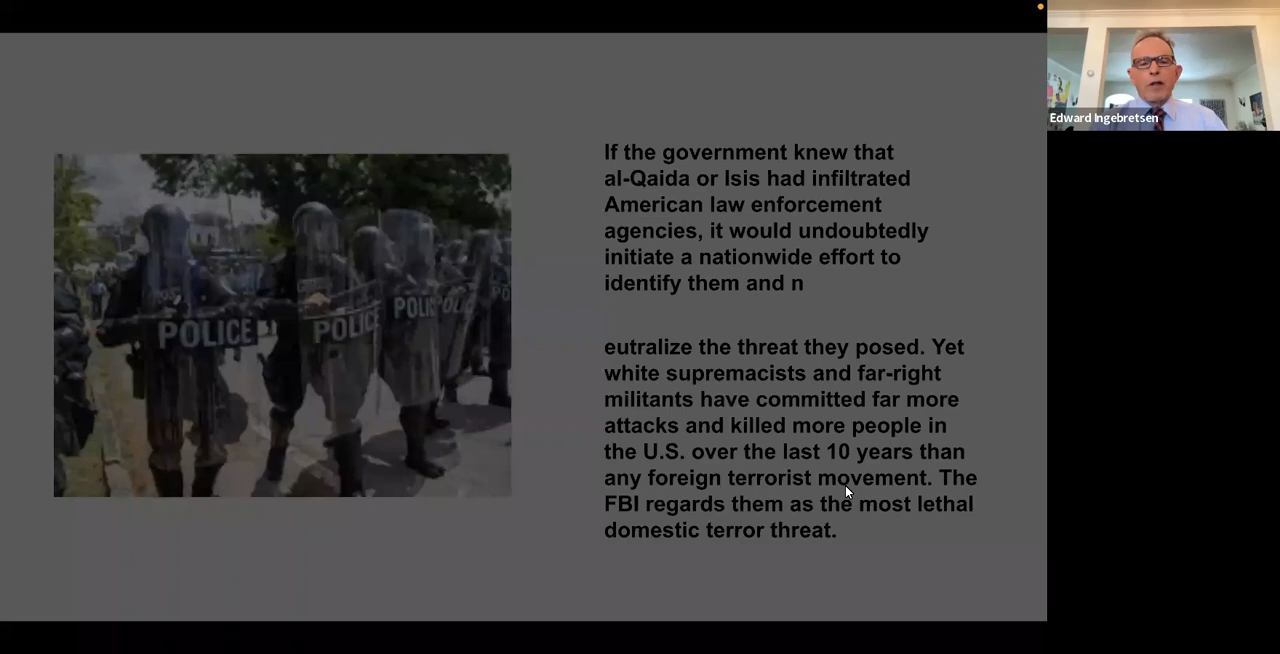 Edward Ingebretsen
If the government knew that
al-Qaida or Isis had infiltrated
American law enforcement
agencies, it would undoubtedly
initiate a nationwide effort to
identify them and n
eutralize the threat they posed. Yet
white supremacists and far-right
militants have committed far more
attacks and killed more people in
the U.S. over the last 10 years than
any foreign terrorist movement. The
FBI regards them as the most lethal
domestic terror threat.
POLICE
POLICE
POLIC
POLICE
PO